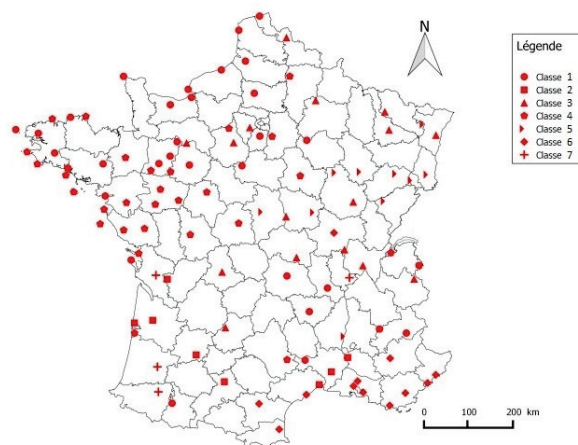 N
Légende
Classe 1
Classe 2
Classe 3
Classe 4
Classe 5
Classe 6
Classe 7
0 100 200 km